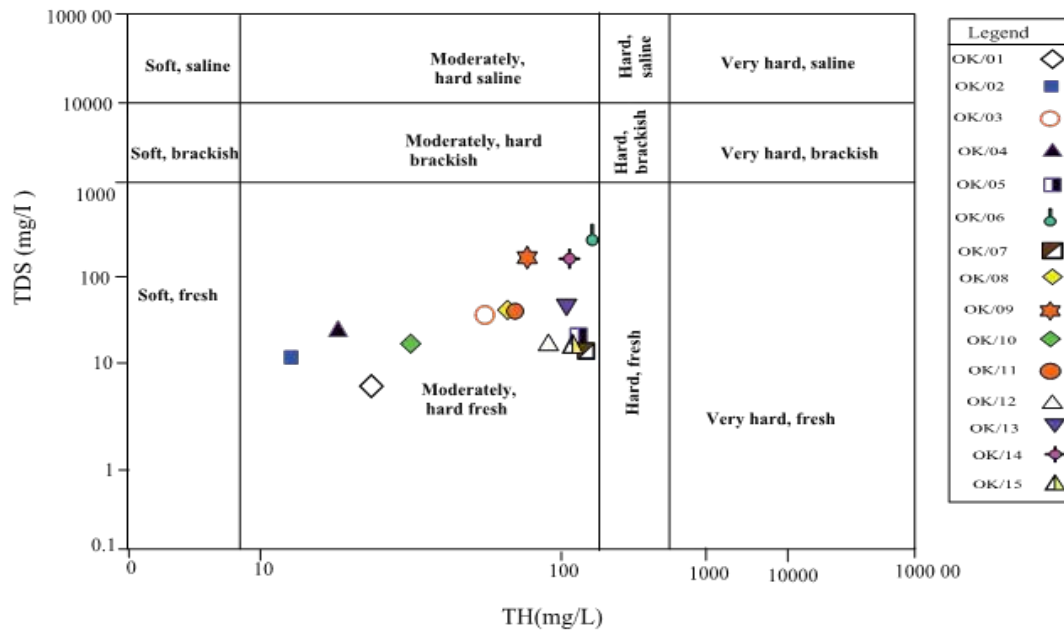 1000 00
10000
1000
100
10
1
0.1
TDS (mg/l )
Soft, saline
Moderately,
hard saline
Hard,
saline
Very hard, saline
Soft, brackish
Moderately, hard
brackish
Hard,
brackish
Very hard, brackish
Soft, fresh
Moderately,
hard fresh
Hard, fresh
Very hard, fresh
0
10
100
1000
10000
1000 00
TH(mg/L)
Legend
OK/01
OK/02
OK/03
OK/04
OK/05
OK/06
OK/07
OK/08
OK/09
OK/10
OK/11
OK/12
OK/13
OK/14
OK/15